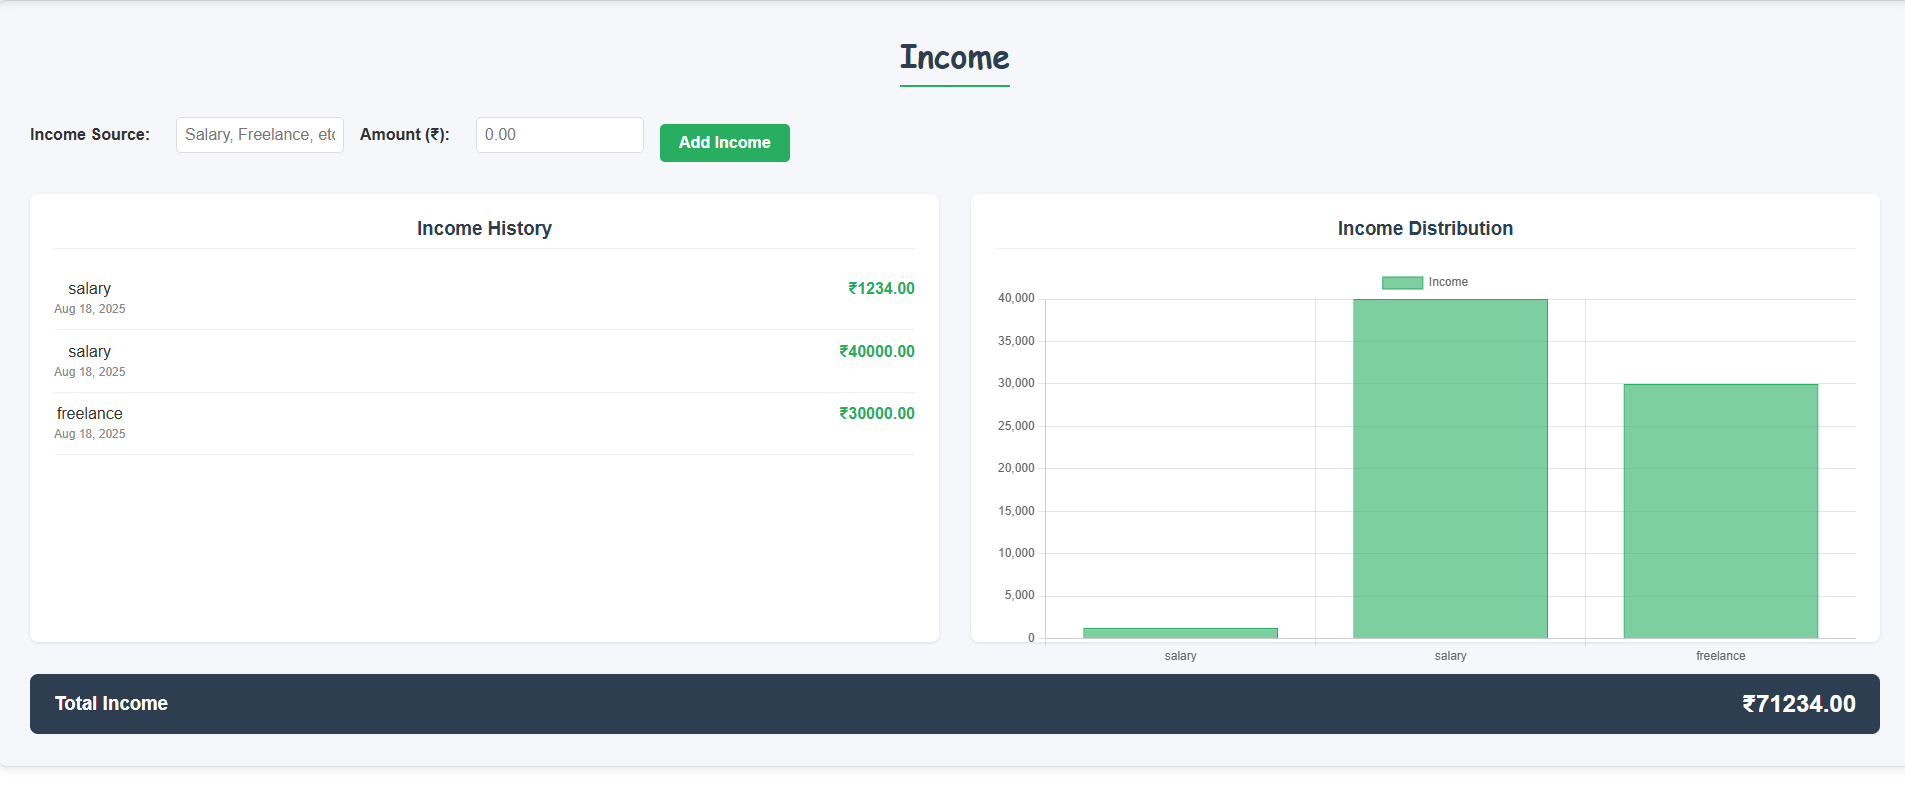 Income
Income Source: Salary, Freelance, etc Amount (₹): 0.00 Add Income
Income History
salary ₹1234.00
Aug 18, 2025
salary ₹40000.00
Aug 18, 2025
freelance ₹30000.00
Aug 18, 2025
Income Distribution
Income
40,000
35,000
30,000
25,000
20,000
15,000
10,000
5,000
0
salary salary freelance
Total Income ₹71234.00